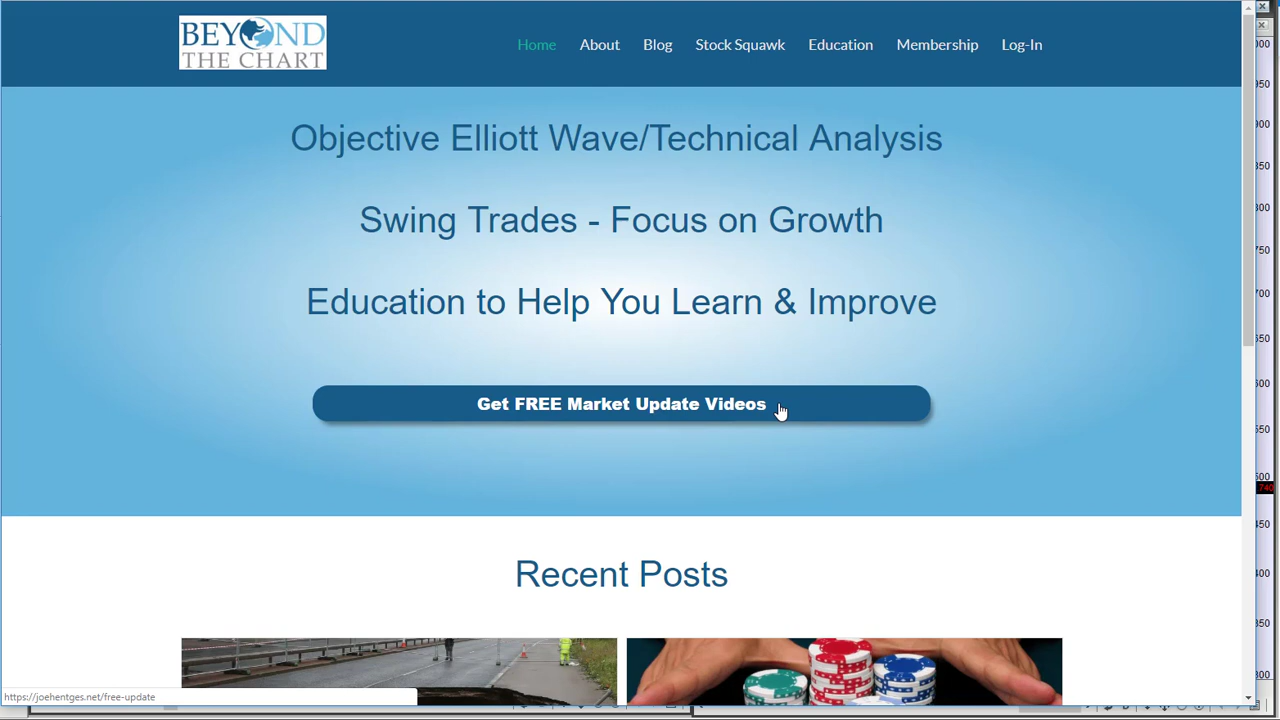 BEYOND
THE CHART
Home About Blog Stock Squawk Education Membership Log-In
Objective Elliott Wave/Technical Analysis
Swing Trades - Focus on Growth
Education to Help You Learn & Improve
Get FREE Market Update Videos
Recent Posts
https://joehentges.net/free-update